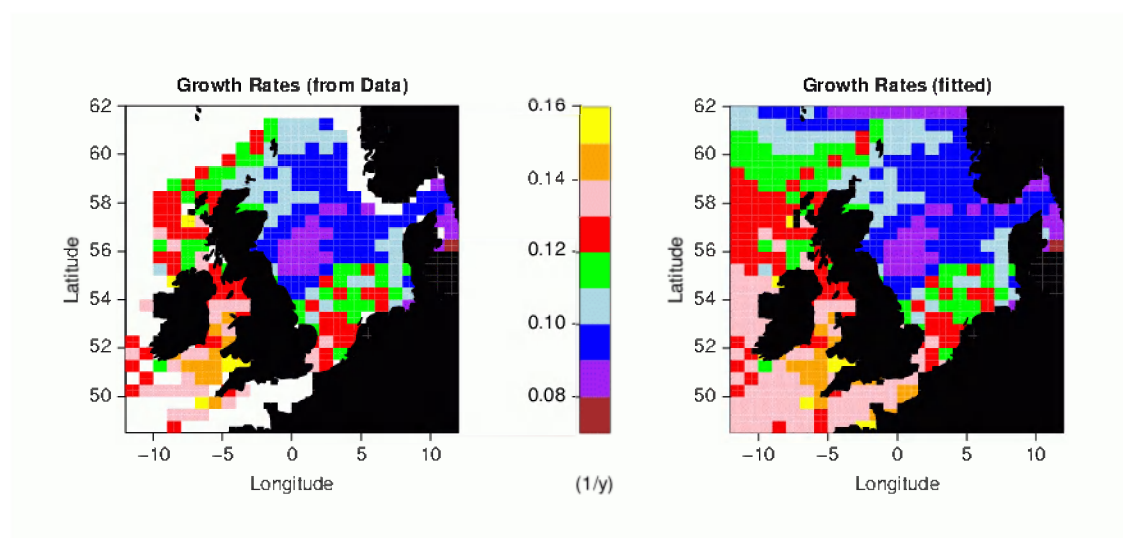 Growth Rates (from Data)
62
60
58
56
54
52
50
Latitude
−10 −5 0 5 10
Longitude
0.16
0.14
0.12
0.10
0.08
(1/y)
Growth Rates (fitted)
62
60
58
56
54
52
50
Latitude
−10 −5 0 5 10
Longitude